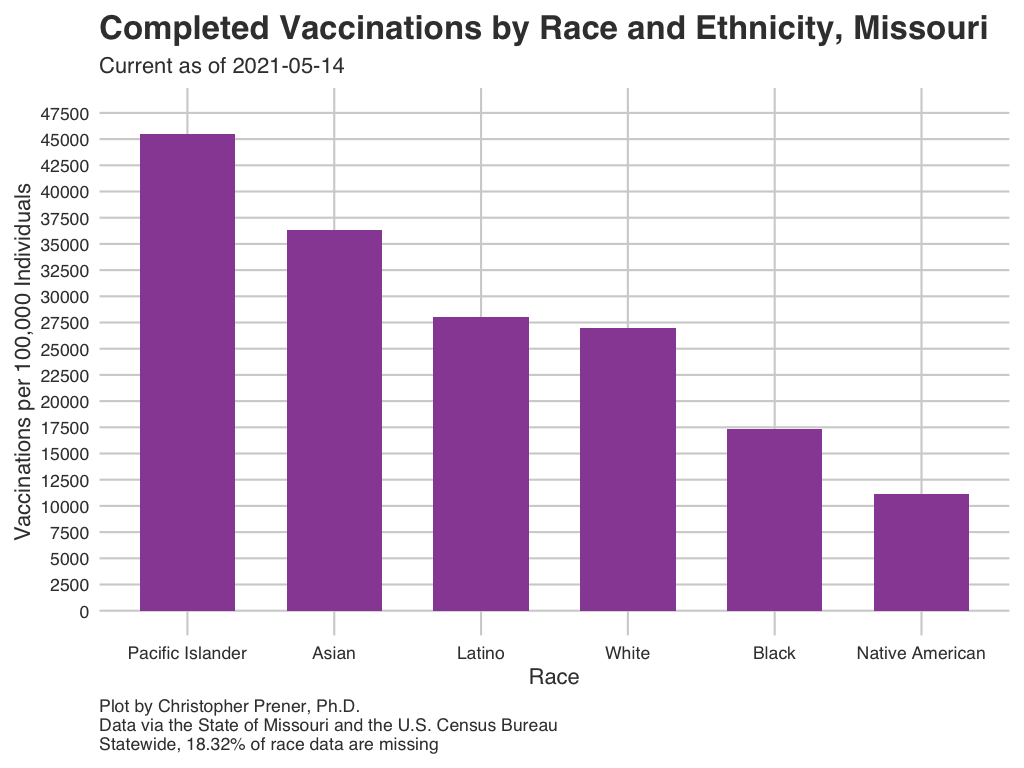 Completed Vaccinations by Race and Ethnicity, Missouri
Current as of 2021-05-14
Vaccinations per 100,000 Individuals
47500
45000
42500
40000
37500
35000
32500
30000
27500
25000
22500
20000
17500
15000
12500
10000
7500
5000
2500
0
Pacific Islander Asian Latino White Black Native American
Race
Plot by Christopher Prener, Ph.D.
Data via the State of Missouri and the U.S. Census Bureau
Statewide, 18.32% of race data are missing